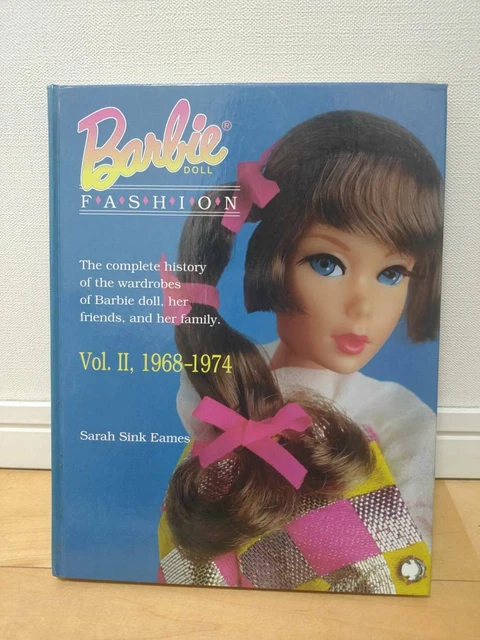 Barbie®
DOLL
F•A•S•H•I•O•N
The complete history
of the wardrobes
of Barbie doll, her
friends, and her family.
Vol. II, 1968–1974
Sarah Sink Eames